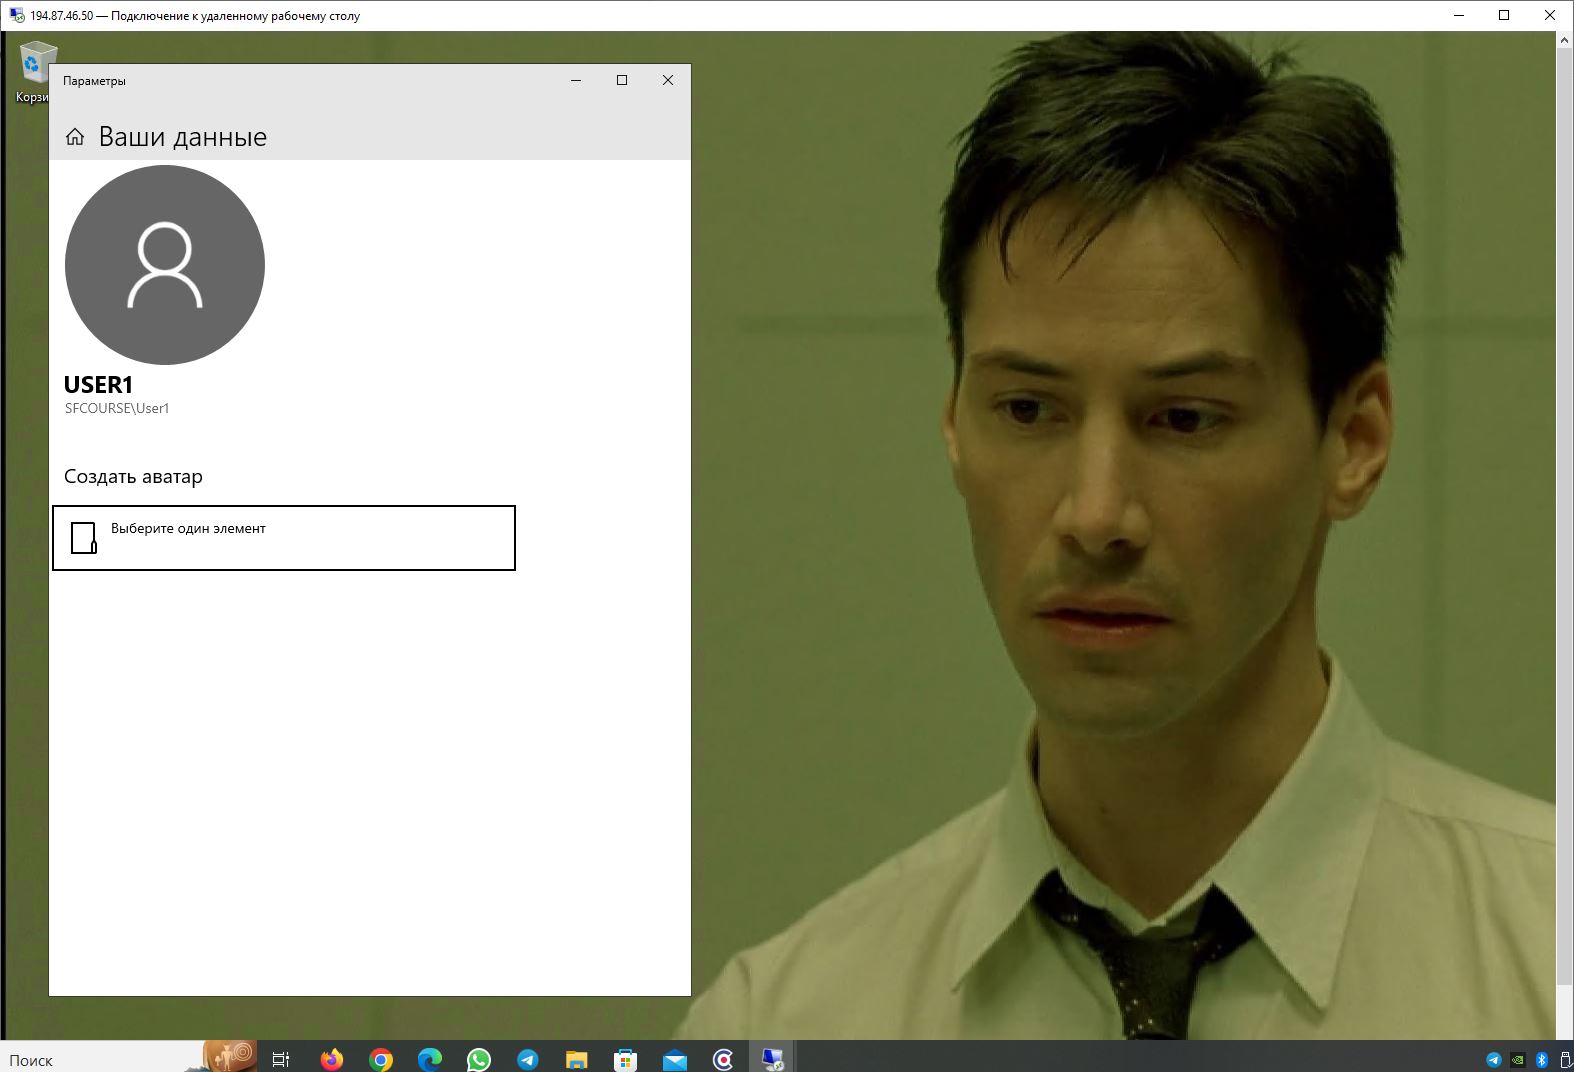 194.87.46.50 — Подключение к удаленному рабочему столу
Корзи
Параметры
Ваши данные
USER1
SFCOURSE\User1
Создать аватар
Выберите один элемент
Поиск